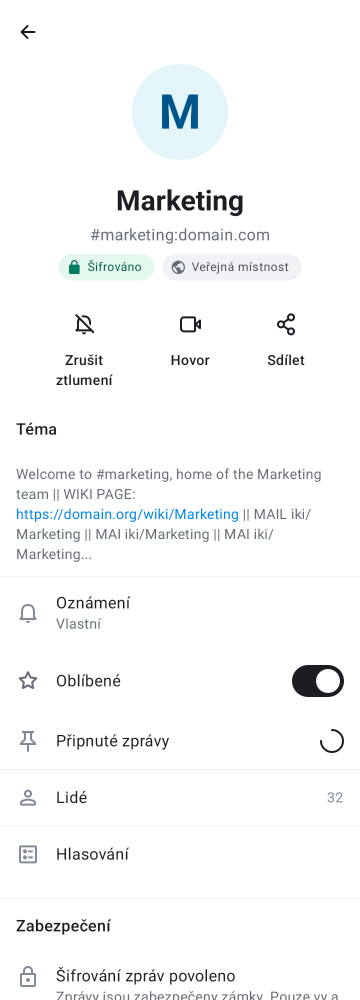 M
Marketing
#marketing:domain.com
Šifrováno
Veřejná místnost
Zrušit
ztlumení
Hovor
Sdílet
Téma
Welcome to #marketing, home of the Marketing
team || WIKI PAGE:
https://domain.org/wiki/Marketing || MAIL iki/
Marketing || MAI iki/Marketing || MAI iki/
Marketing...
Oznámení
Vlastní
Oblíbené
Připnuté zprávy
Lidé
32
Hlasování
Zabezpečení
Šifrování zpráv povoleno
Zprávy jsou zabezpečeny zámky. Pouze vy a